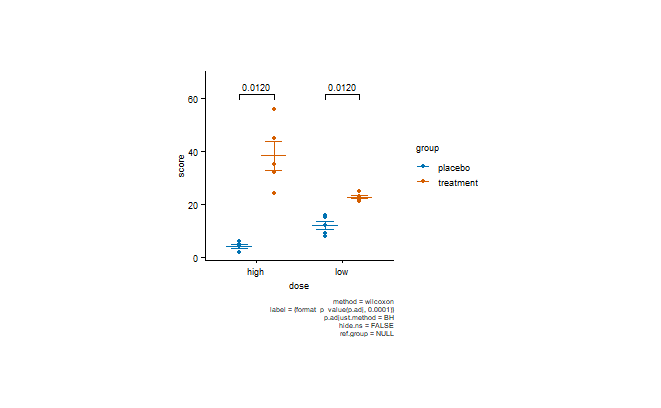 0.0120 0.0120
60
40
20
0
score
high low
dose
group
placebo
treatment
method = wilcoxon
label = {format_p_value(p.adj, 0.0001)}
p.adjust.method = BH
hide.ns = FALSE
ref.group = NULL